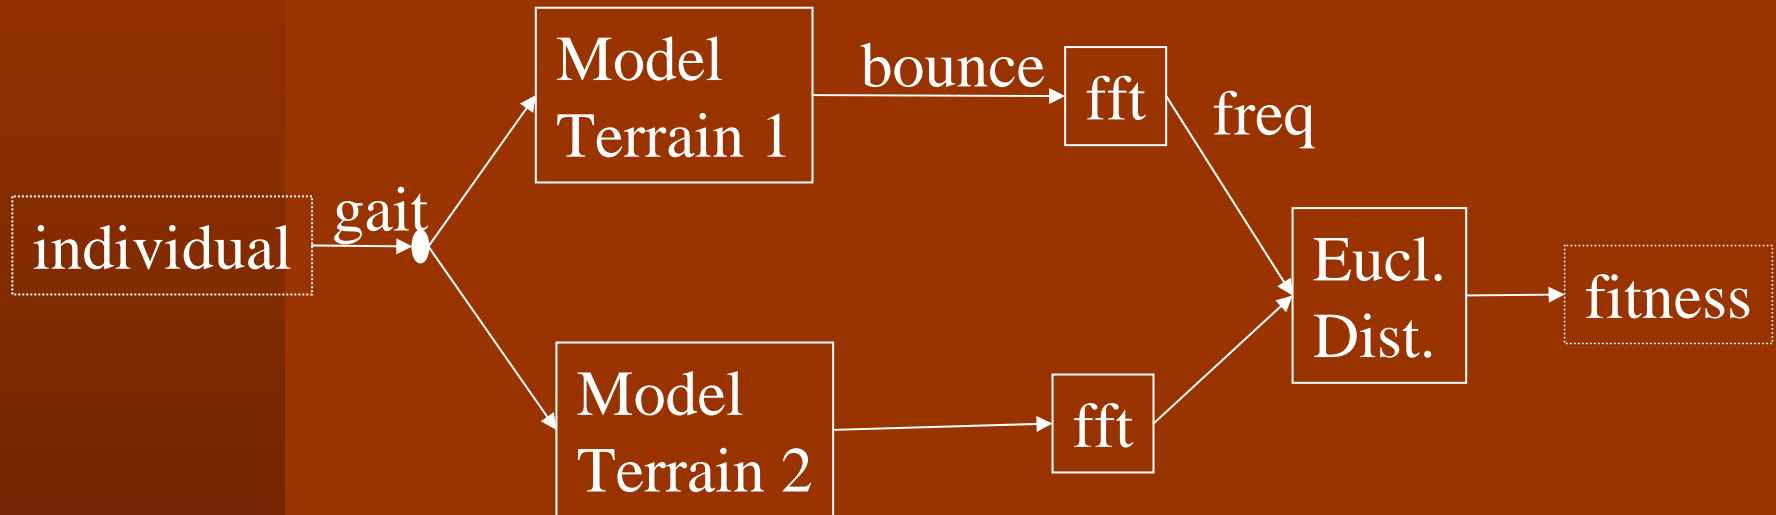 Model
Terrain 1
bounce
fft
freq
gait
individual
Eucl.
Dist.
fitness
Model
Terrain 2
fft